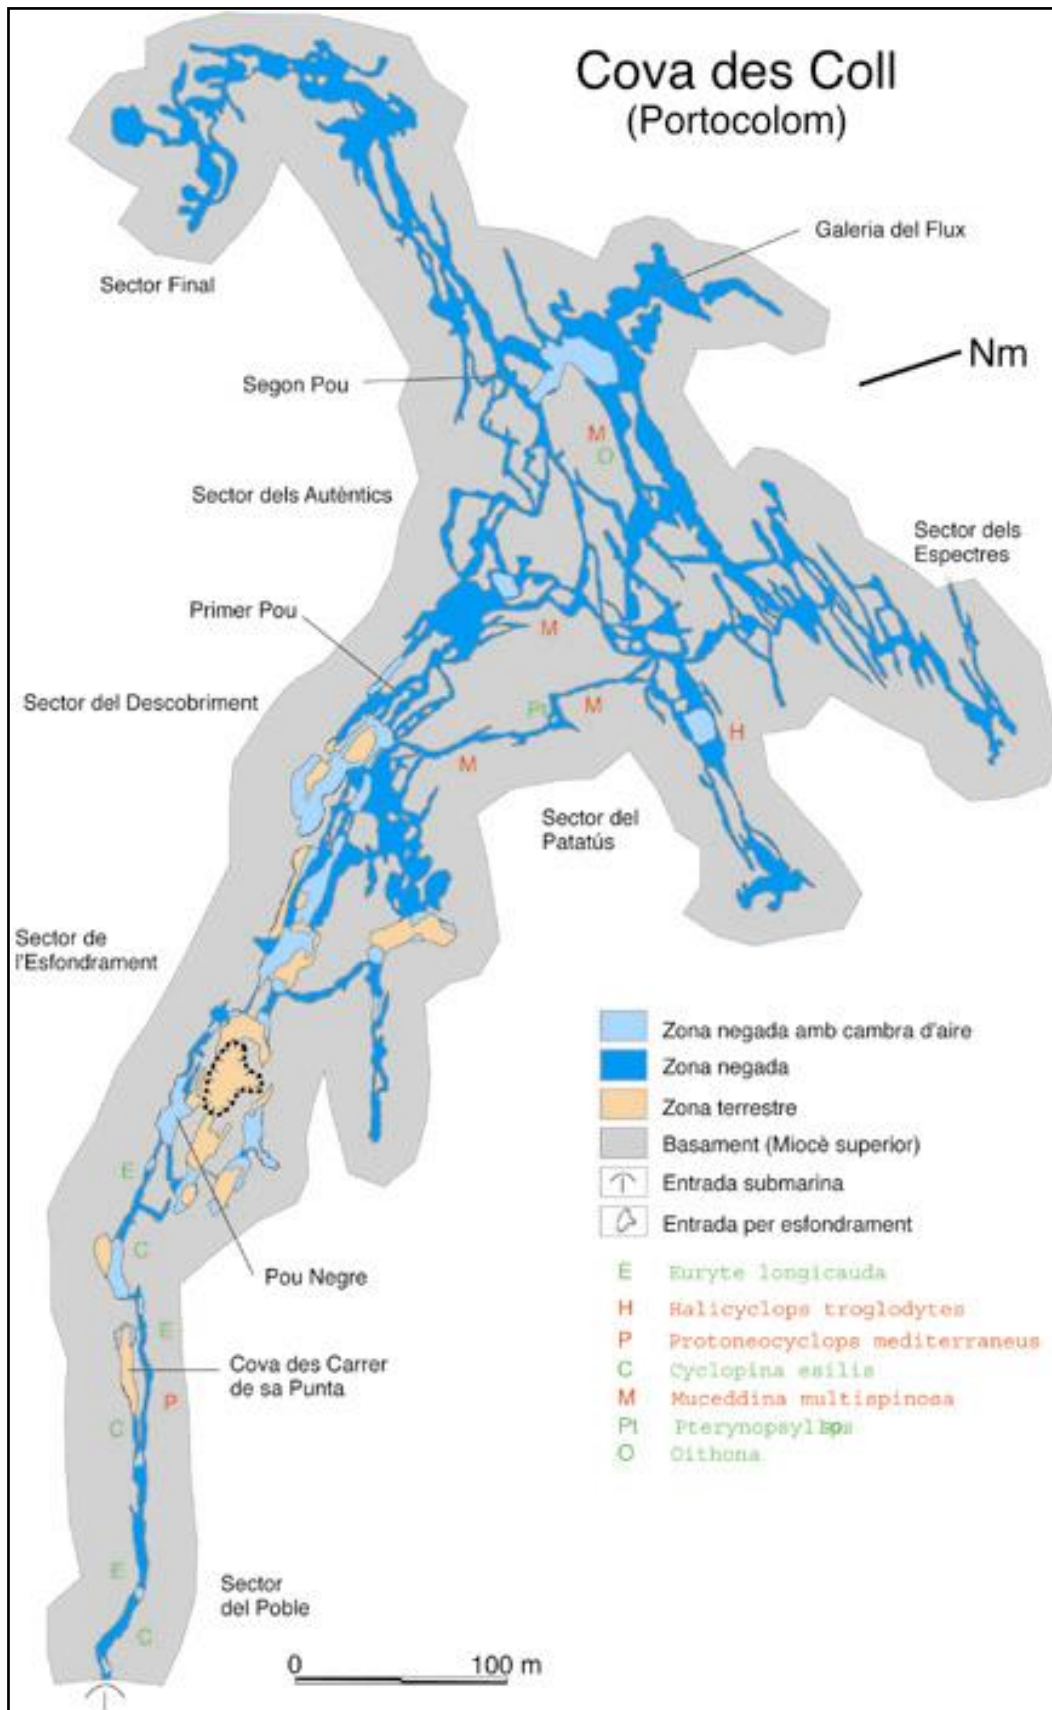 Cova des Coll
(Portocolom)
Galeria del Flux
Sector Final
Nm
Segon Pou
M
O
Sector dels Autèntics
Sector dels
Espectres
Primer Pou
M
Sector del Descobriment
Pt
M
H
M
Sector del
Patatús
Sector de
l'Esfondrament
Zona negada amb cambra d'aire
Zona negada
Zona terrestre
Basament (Miocè superior)
Entrada submarina
Entrada per esfondrament
E
C
Pou Negre
E Euryte longicauda
H Halicyclops troglodytes
P Protoneocyclops mediterraneus
C Cyclopina esilis
M Muceddina multispinosa
Pt
O Oithona
E
Cova des Carrer
de sa Punta
P
C
E
Sector
del Poble
C
0 100 m